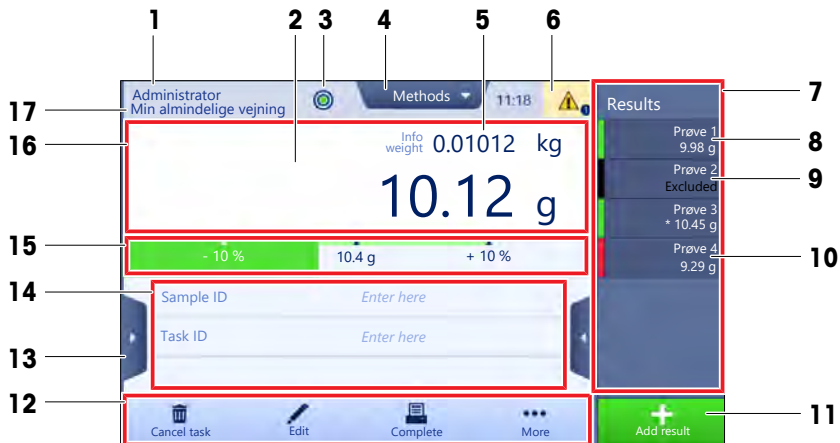 1
2
3
4
5
6
Administrator
Min almindelige vejning
Methods
11:18
7
17
16
Info weight 0.01012 kg
10.12 g
Results
Prøve 1
9.98 g
8
Prøve 2
Excluded
9
Prøve 3
* 10.45 g
Prøve 4
9.29 g
10
15
- 10 %
10.4 g
+ 10 %
14
Sample ID
Enter here
Task ID
Enter here
13
12
Cancel task
Edit
Complete
More
Add result
11